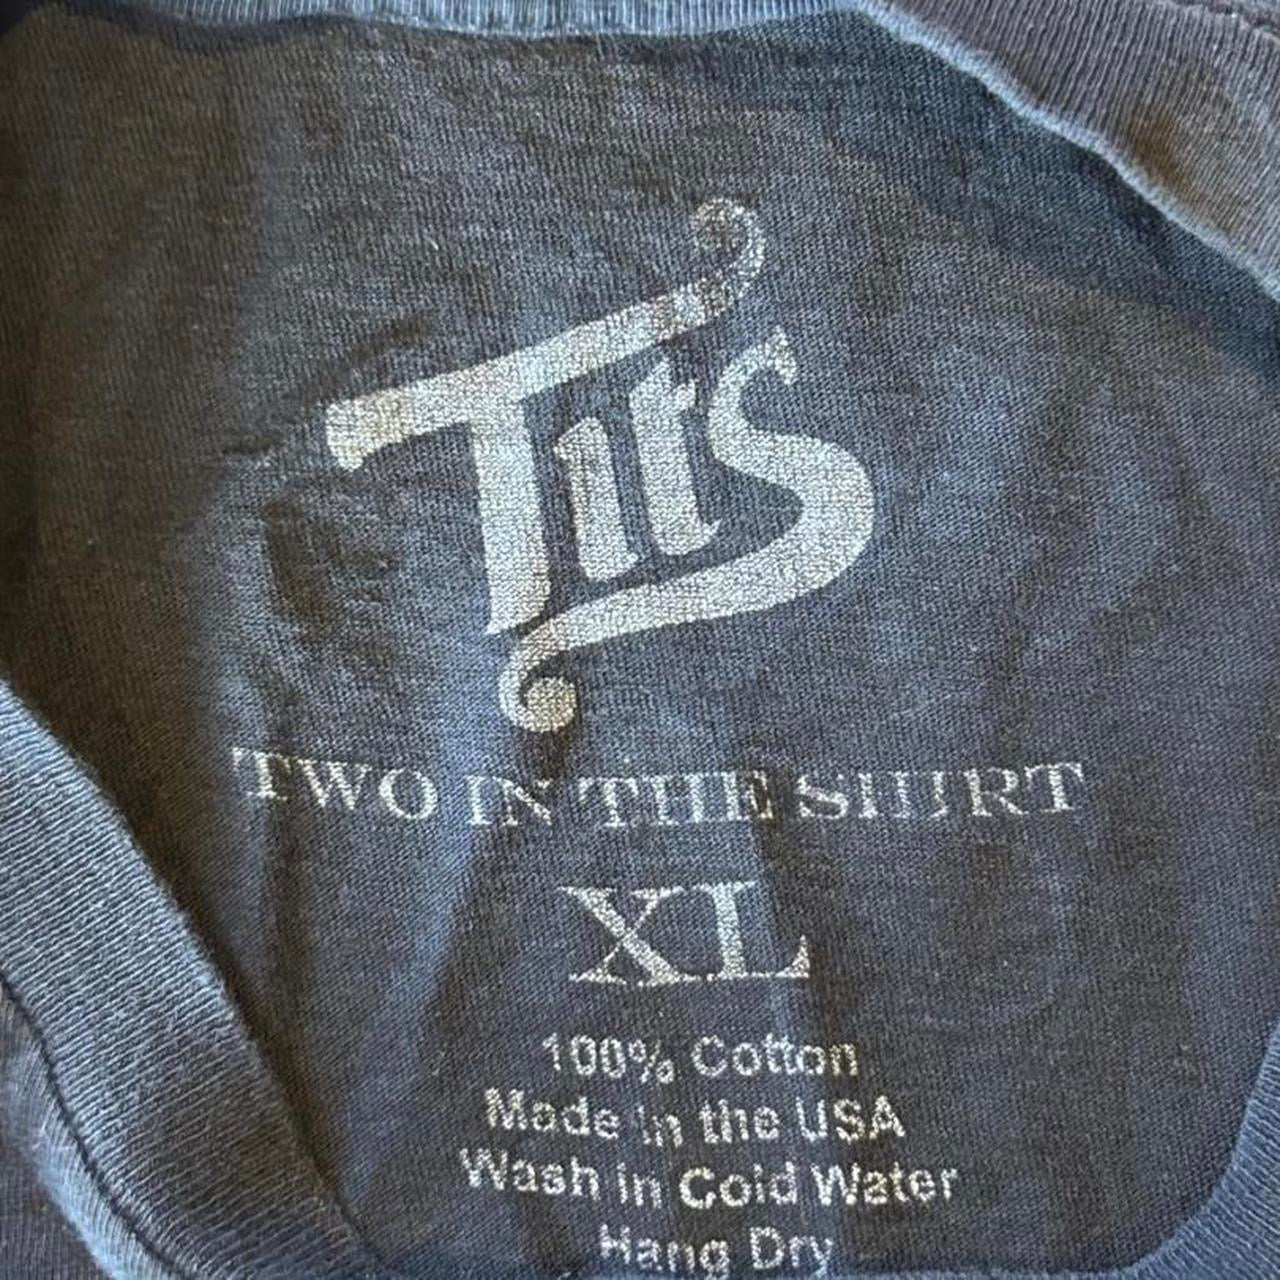 Tits
TWO IN THE SHIRT
XL
100% Cotton
Made in the USA
Wash in Cold Water
Hang Dry